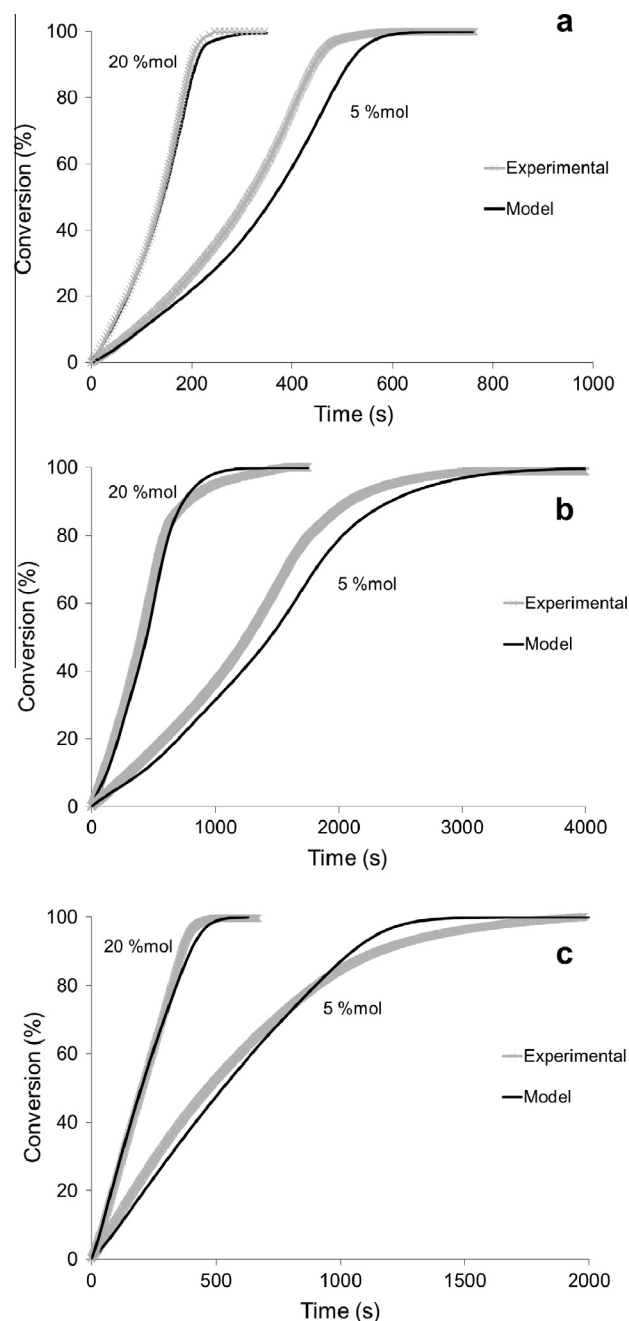 a
100
80
60
40
20
0
Conversion (%)
20 %mol
5 %mol
Experimental
Model
0 200 400 600 800 1000
Time (s)
b
100
80
60
40
20
0
Conversion (%)
20 %mol
5 %mol
Experimental
Model
0 1000 2000 3000 4000
Time (s)
c
100
80
60
40
20
0
Conversion (%)
20 %mol
5 %mol
Experimental
Model
0 500 1000 1500 2000
Time (s)